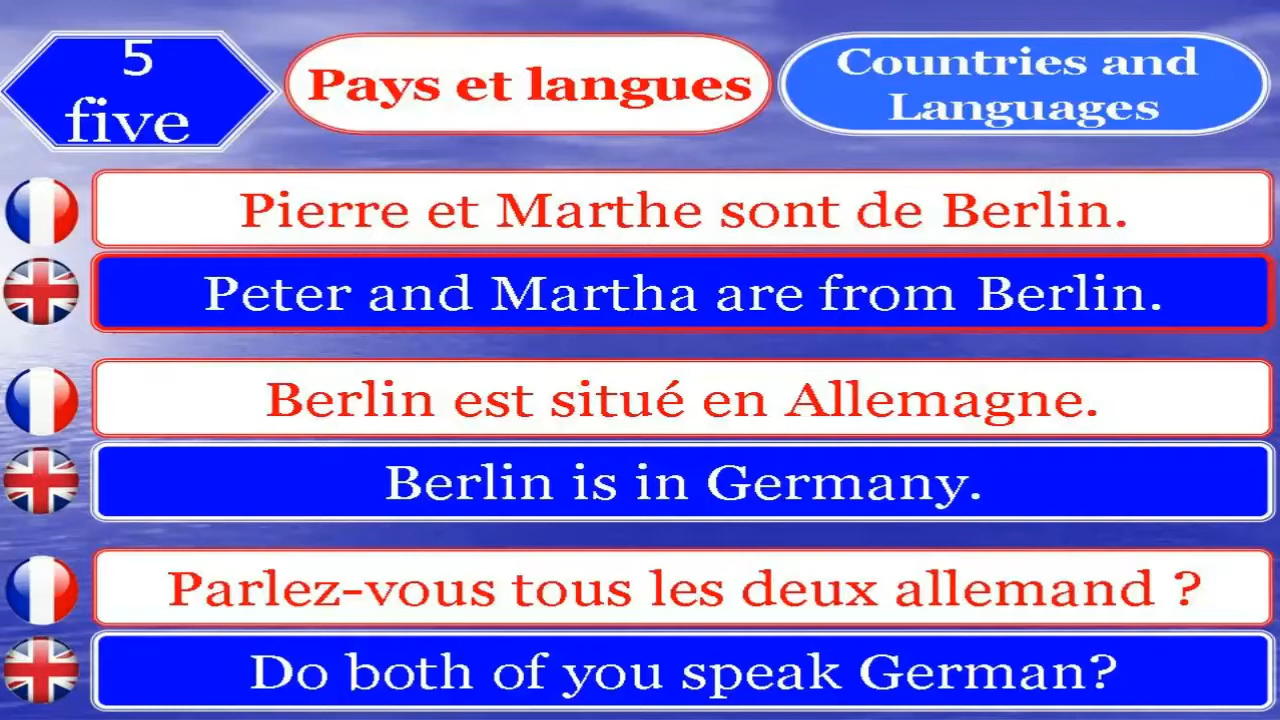 5
five
Pays et langues
Countries and
Languages
Pierre et Marthe sont de Berlin.
Peter and Martha are from Berlin.
Berlin est situé en Allemagne.
Berlin is in Germany.
Parlez-vous tous les deux allemand ?
Do both of you speak German?